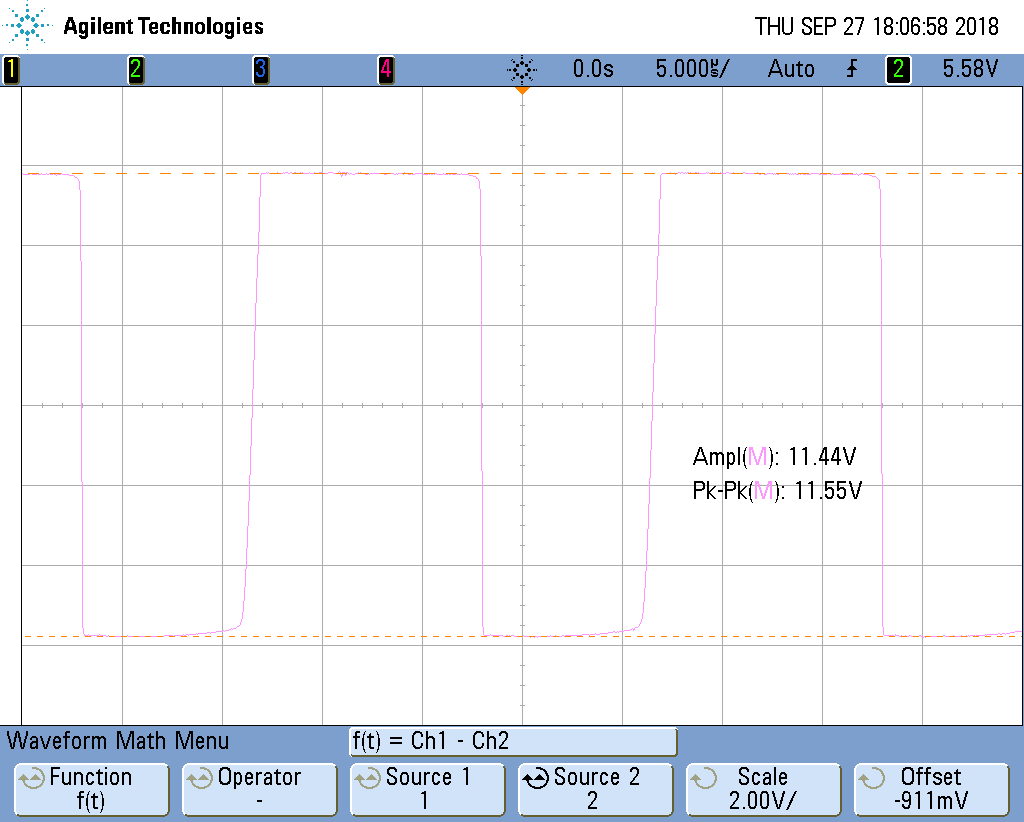 Agilent Technologies THU SEP 27 18:06:58 2018
1 2 3 4 0.0s 5.000µs/ Auto 2 5.58V
Ampl(M): 11.44V
Pk-Pk(M): 11.55V
Waveform Math Menu f(t) = Ch1 - Ch2
Function Operator Source 1 Source 2 Scale Offset
f(t) - 1 2 2.00V/ -911mV